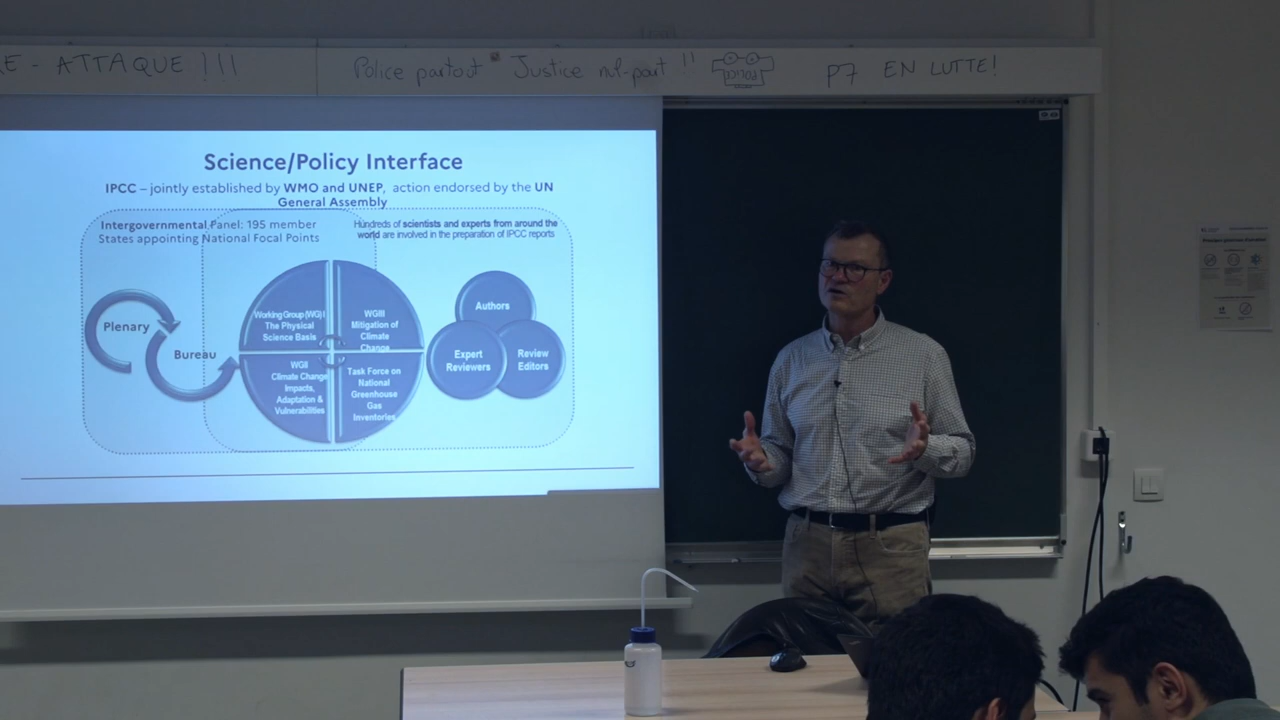 E - ATTAQUE !!!
Police partout Justice nul-part !!
POLICE
P7 EN LUTTE!
Science/Policy Interface
IPCC – jointly established by WMO and UNEP, action endorsed by the UN
General Assembly
Intergovernmental Panel: 195 member
States appointing National Focal Points
Hundreds of scientists and experts from around the
world are involved in the preparation of IPCC reports
Plenary
Bureau
Working Group (WG) I
The Physical
Science Basis
WGIII
Mitigation of
Climate
Change
WGII
Climate Change
Impacts,
Adaptation &
Vulnerabilities
Task Force on
National
Greenhouse
Gas
Inventories
Authors
Expert
Reviewers
Review
Editors